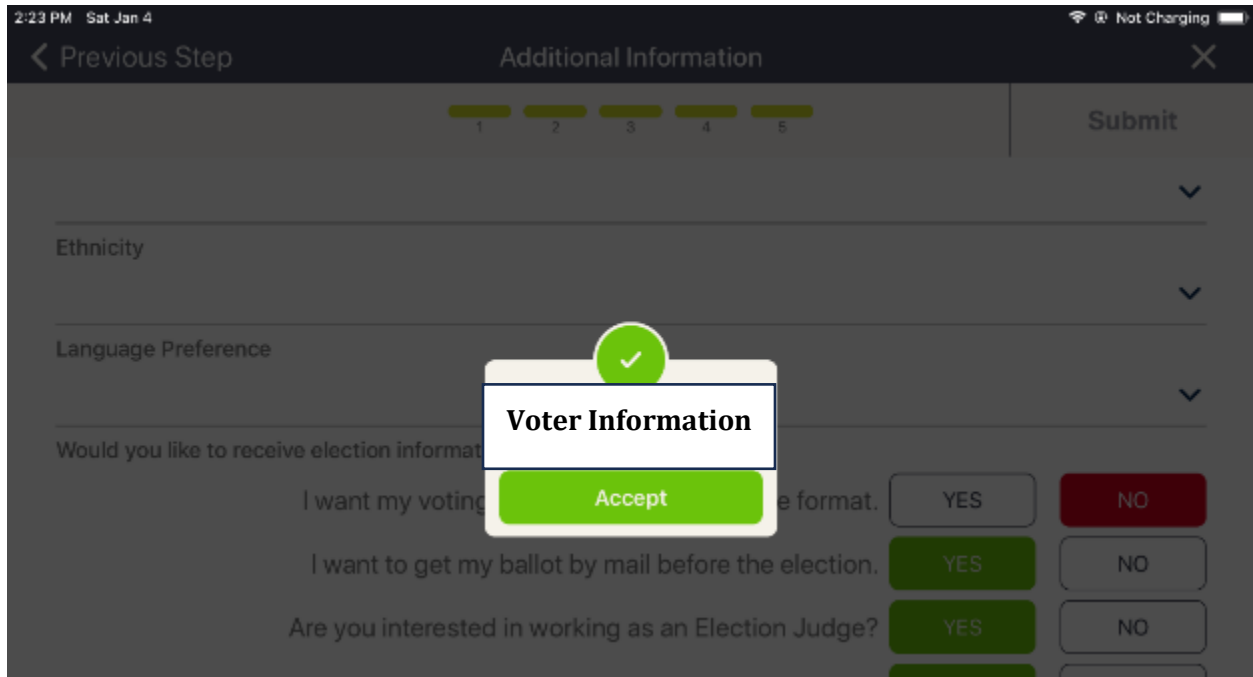 2:23 PM Sat Jan 4 Not Charging
Previous Step Additional Information
1 2 3 4 5 Submit
Ethnicity
Language Preference
Voter Information
Would you like to receive election
I want my voting e format. YES NO
Accept
I want to get my ballot by mail before the election. YES NO
Are you interested in working as an Election Judge? YES NO